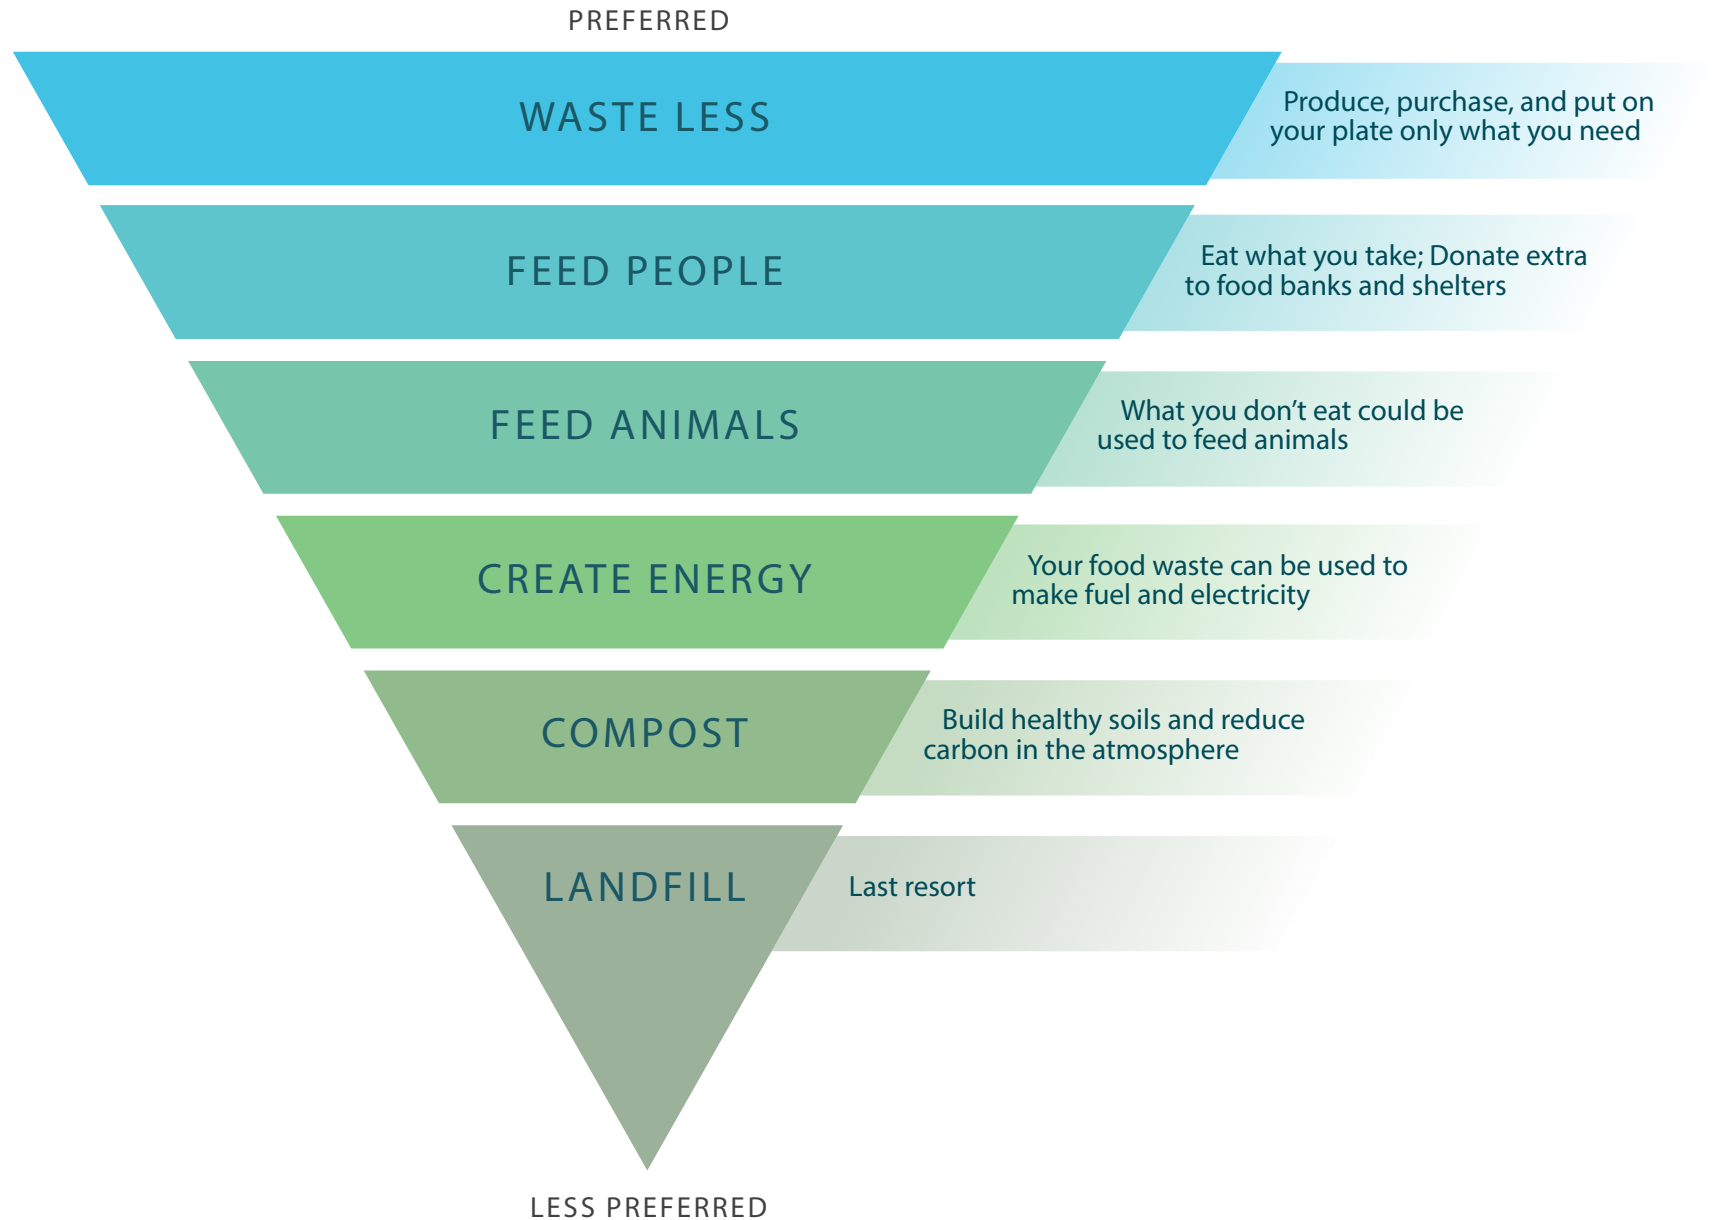 PREFERRED
WASTE LESS
Produce, purchase, and put on
your plate only what you need
FEED PEOPLE
Eat what you take; Donate extra
to food banks and shelters
FEED ANIMALS
What you don’t eat could be
used to feed animals
CREATE ENERGY
Your food waste can be used to
make fuel and electricity
COMPOST
Build healthy soils and reduce
carbon in the atmosphere
LANDFILL
Last resort
LESS PREFERRED